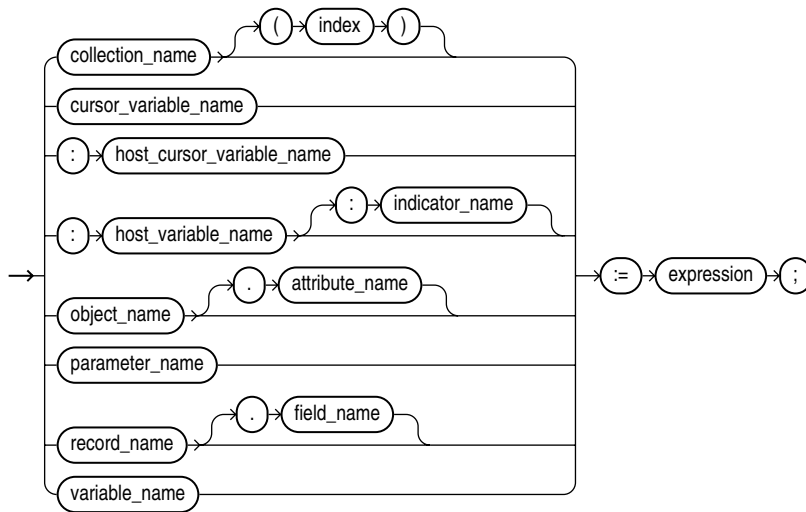 ( index )
collection_name
cursor_variable_name
: host_cursor_variable_name
: indicator_name
: host_variable_name
:= expression ;
. attribute_name
object_name
parameter_name
. field_name
record_name
variable_name